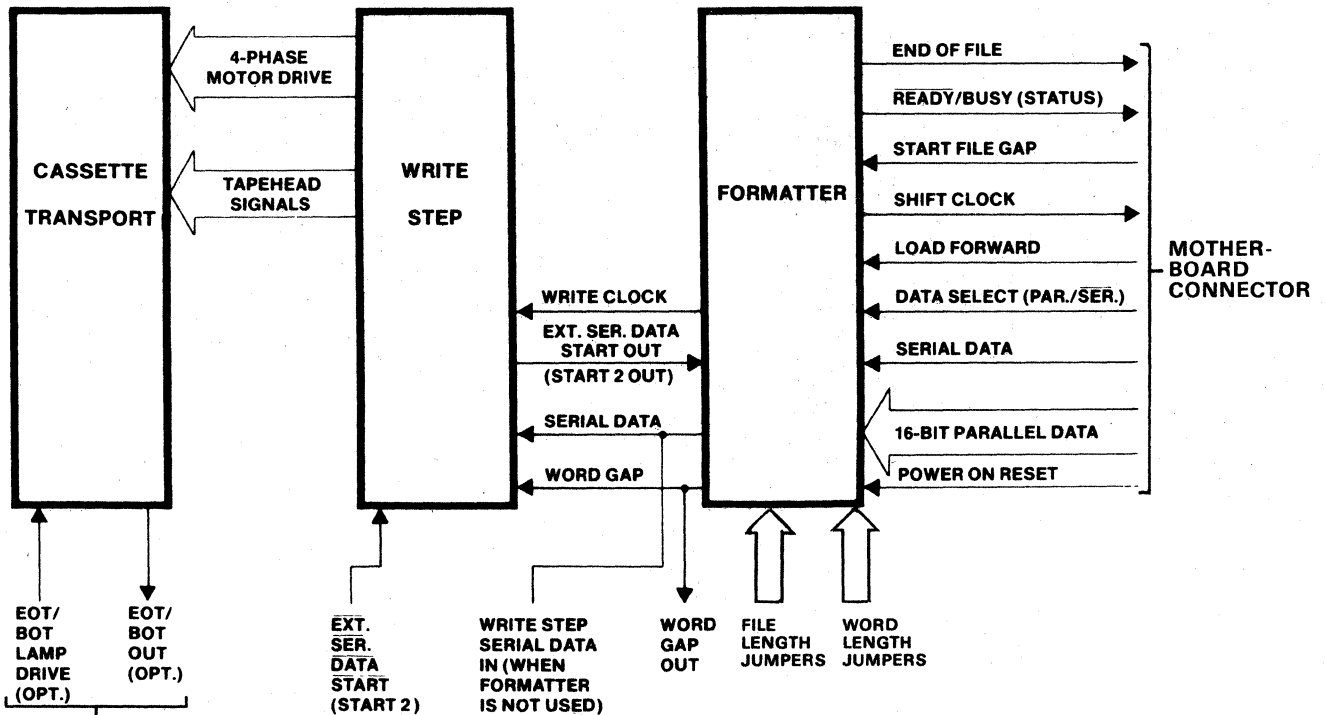 CASSETTE
TRANSPORT
4-PHASE
MOTOR DRIVE
TAPEHEAD
SIGNALS
WRITE
STEP
WRITE CLOCK
EXT. SER. DATA
START OUT
(START 2 OUT)
SERIAL DATA
WORD GAP
FORMATTER
END OF FILE
READY/BUSY (STATUS)
START FILE GAP
SHIFT CLOCK
LOAD FORWARD
DATA SELECT (PAR./SER.)
SERIAL DATA
16-BIT PARALLEL DATA
POWER ON RESET
MOTHER-
BOARD
CONNECTOR
EOT/
BOT
LAMP
DRIVE
(OPT.)
EOT/
BOT
OUT
(OPT.)
EXT.
SER.
DATA
START
(START 2)
WRITE STEP
SERIAL DATA
IN (WHEN
FORMATTER
IS NOT USED)
WORD
GAP
OUT
FILE
LENGTH
JUMPERS
WORD
LENGTH
JUMPERS